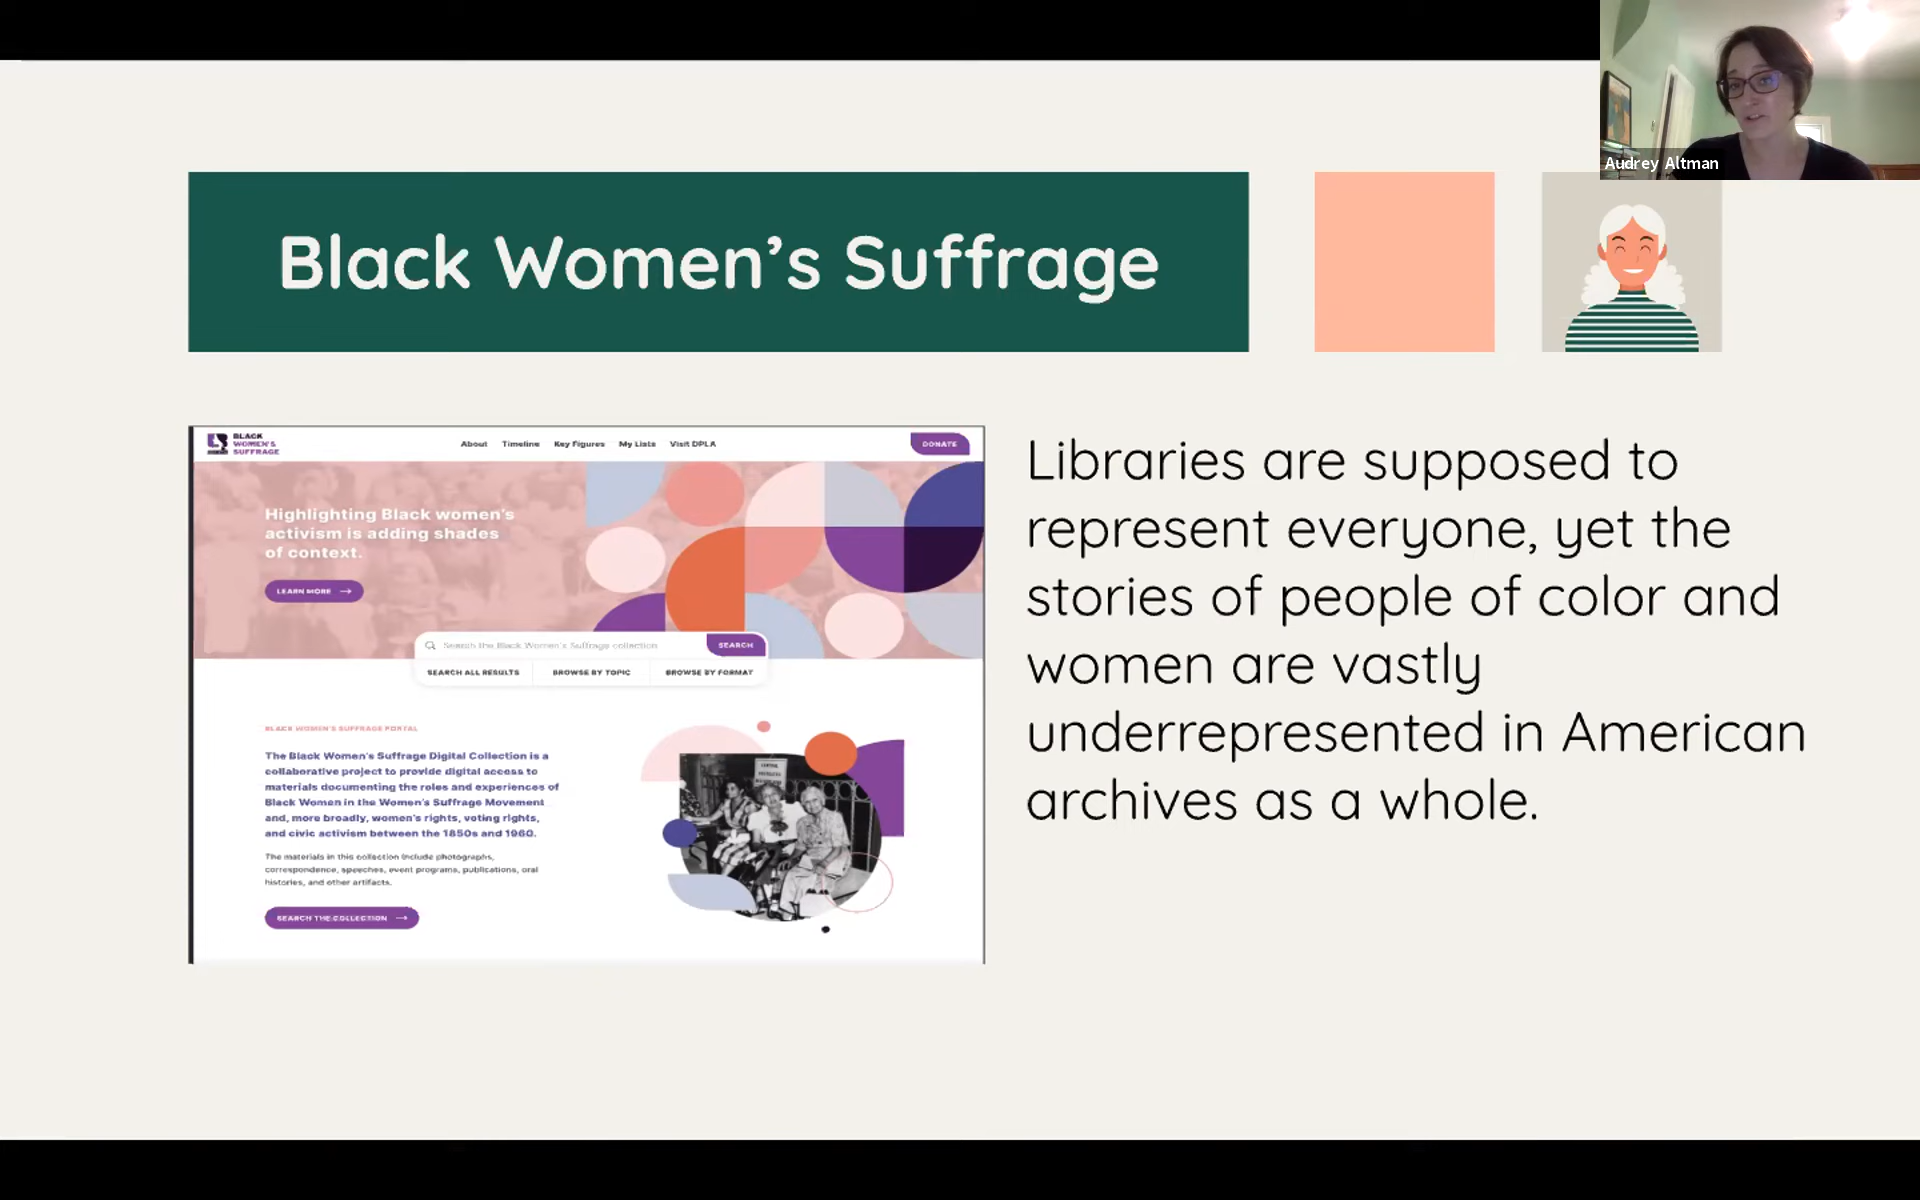 Audrey Altman
Black Women’s Suffrage
BLACK
WOMEN'S
SUFFRAGE
About Timeline Key Figures My Lists Visit DPLA
DONATE
Highlighting Black women's
activism is adding shades
of context.
LEARN MORE
Search the Black Women's Suffrage collection
SEARCH
SEARCH ALL RESULTS BROWSE BY TOPIC BROWSE BY FORMAT
BLACK WOMEN'S SUFFRAGE PORTAL
The Black Women's Suffrage Digital Collection is a
collaborative project to provide digital access to
materials documenting the roles and experiences of
Black Women in the Women's Suffrage Movement
and, more broadly, women's rights, voting rights,
and civic activism between the 1850s and 1960.
The materials in this collection include photographs,
correspondence, speeches, event programs, publications, oral
histories, and other artifacts.
SEARCH THE COLLECTION
Libraries are supposed to
represent everyone, yet the
stories of people of color and
women are vastly
underrepresented in American
archives as a whole.